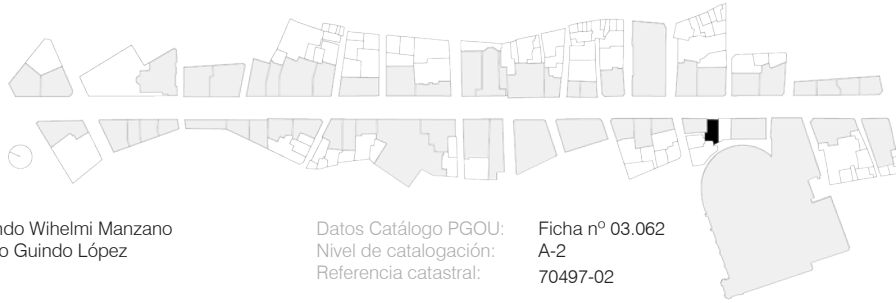 ndo Wihelmi Manzano
o Guindo López
Datos Catálogo PGOU: Ficha nº 03.062
Nivel de catalogación: A-2
Referencia catastral: 70497-02